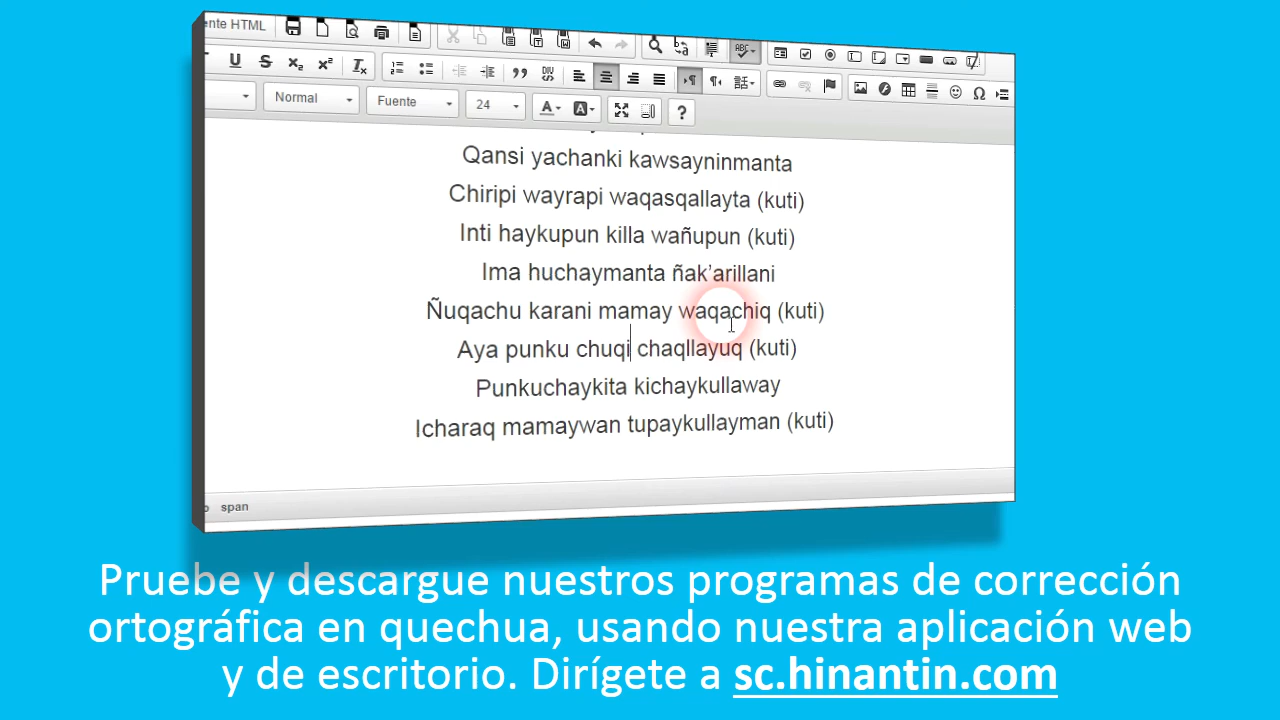 ente HTML
Normal Fuente 24
Qansi yachanki kawsayninmanta
Chiripi wayrapi waqasqallayta (kuti)
Inti haykupun killa wañupun (kuti)
Ima huchaymanta ñak'arillani
Ñuqachu karani mamay waqachiq (kuti)
Aya punku chuqi chaqllayuq (kuti)
Punkuchaykita kichaykullaway
Icharaq mamaywan tupaykullayman (kuti)
span
Pruebe y descargue nuestros programas de corrección
ortográfica en quechua, usando nuestra aplicación web
y de escritorio. Dirígete a sc.hinantin.com